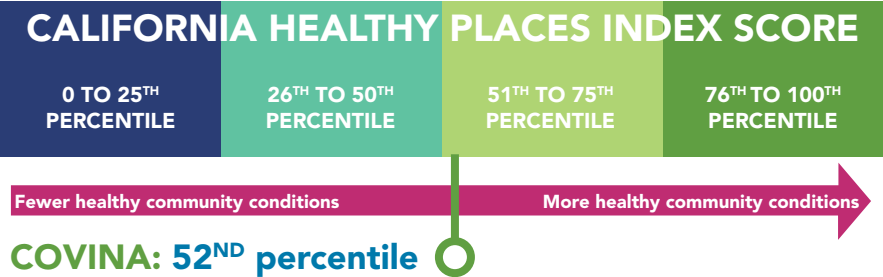 CALIFORNIA HEALTHY PLACES INDEX SCORE
0 TO 25TH
PERCENTILE
26TH TO 50TH
PERCENTILE
51TH TO 75TH
PERCENTILE
76TH TO 100TH
PERCENTILE
Fewer healthy community conditions
More healthy community conditions
COVINA: 52ND percentile